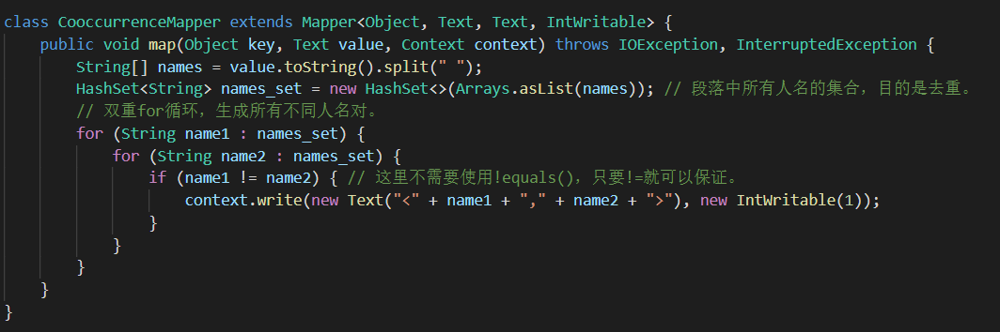 class CooccurrenceMapper extends Mapper<Object, Text, Text, IntWritable> {
    public void map(Object key, Text value, Context context) throws IOException, InterruptedException {
        String[] names = value.toString().split(" ");
        HashSet<String> names_set = new HashSet<>(Arrays.asList(names)); // 段落中所有人名的集合，目的是去重。
        // 双重for循环，生成所有不同人名对。
        for (String name1 : names_set) {
            for (String name2 : names_set) {
                if (name1 != name2) { // 这里不需要使用!equals()，只要!=就可以保证。
                    context.write(new Text("<" + name1 + "," + name2 + ">"), new IntWritable(1));
                }
            }
        }
    }
}